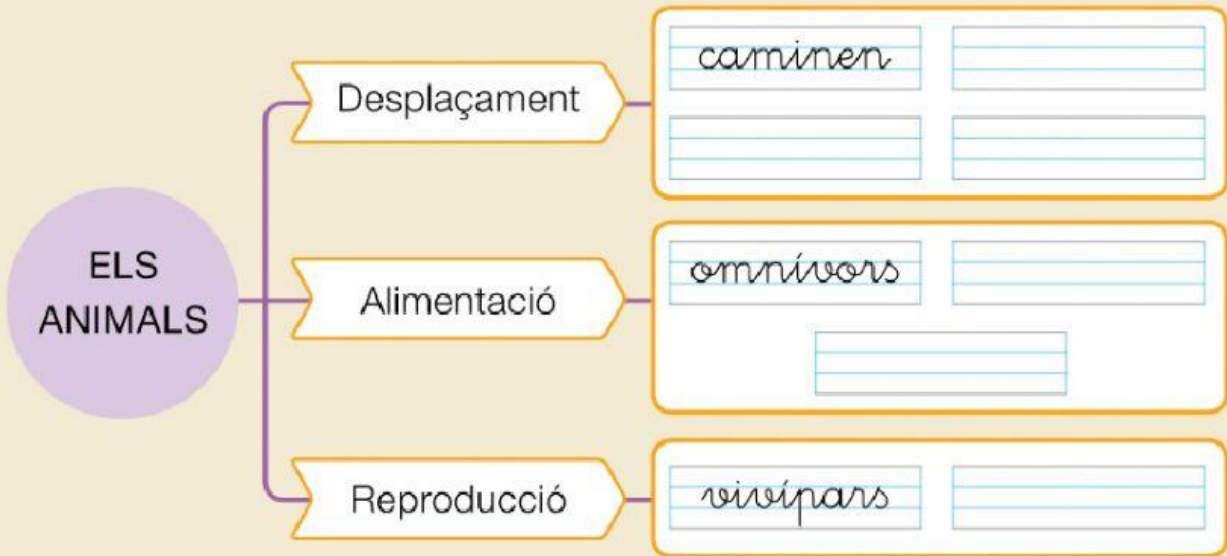 ELS
ANIMALS
Desplaçament
caminen
Alimentació
omnívors
Reproducció
vivípars